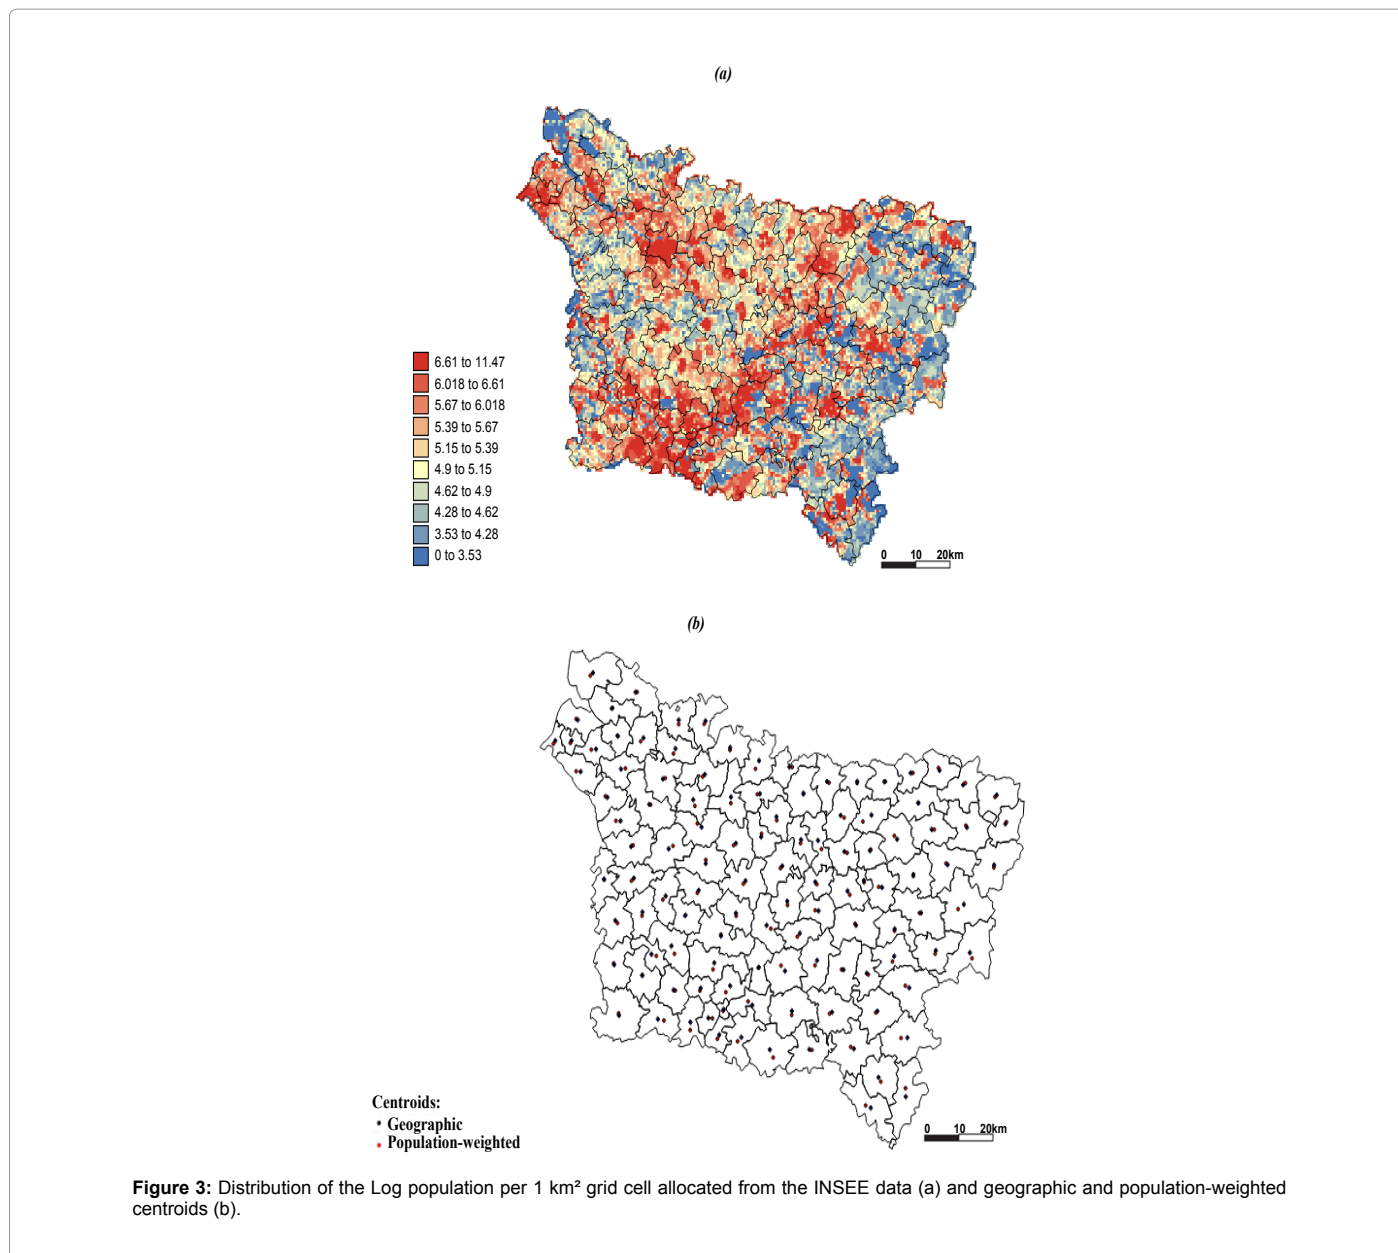 (a)
6.61 to 11.47
6.018 to 6.61
5.67 to 6.018
5.39 to 5.67
5.15 to 5.39
4.9 to 5.15
4.62 to 4.9
4.28 to 4.62
3.53 to 4.28
0 to 3.53
0 10 20km
(b)
Centroids:
Geographic
Population-weighted
0 10 20km
Figure 3: Distribution of the Log population per 1 km² grid cell allocated from the INSEE data (a) and geographic and population-weighted
centroids (b).